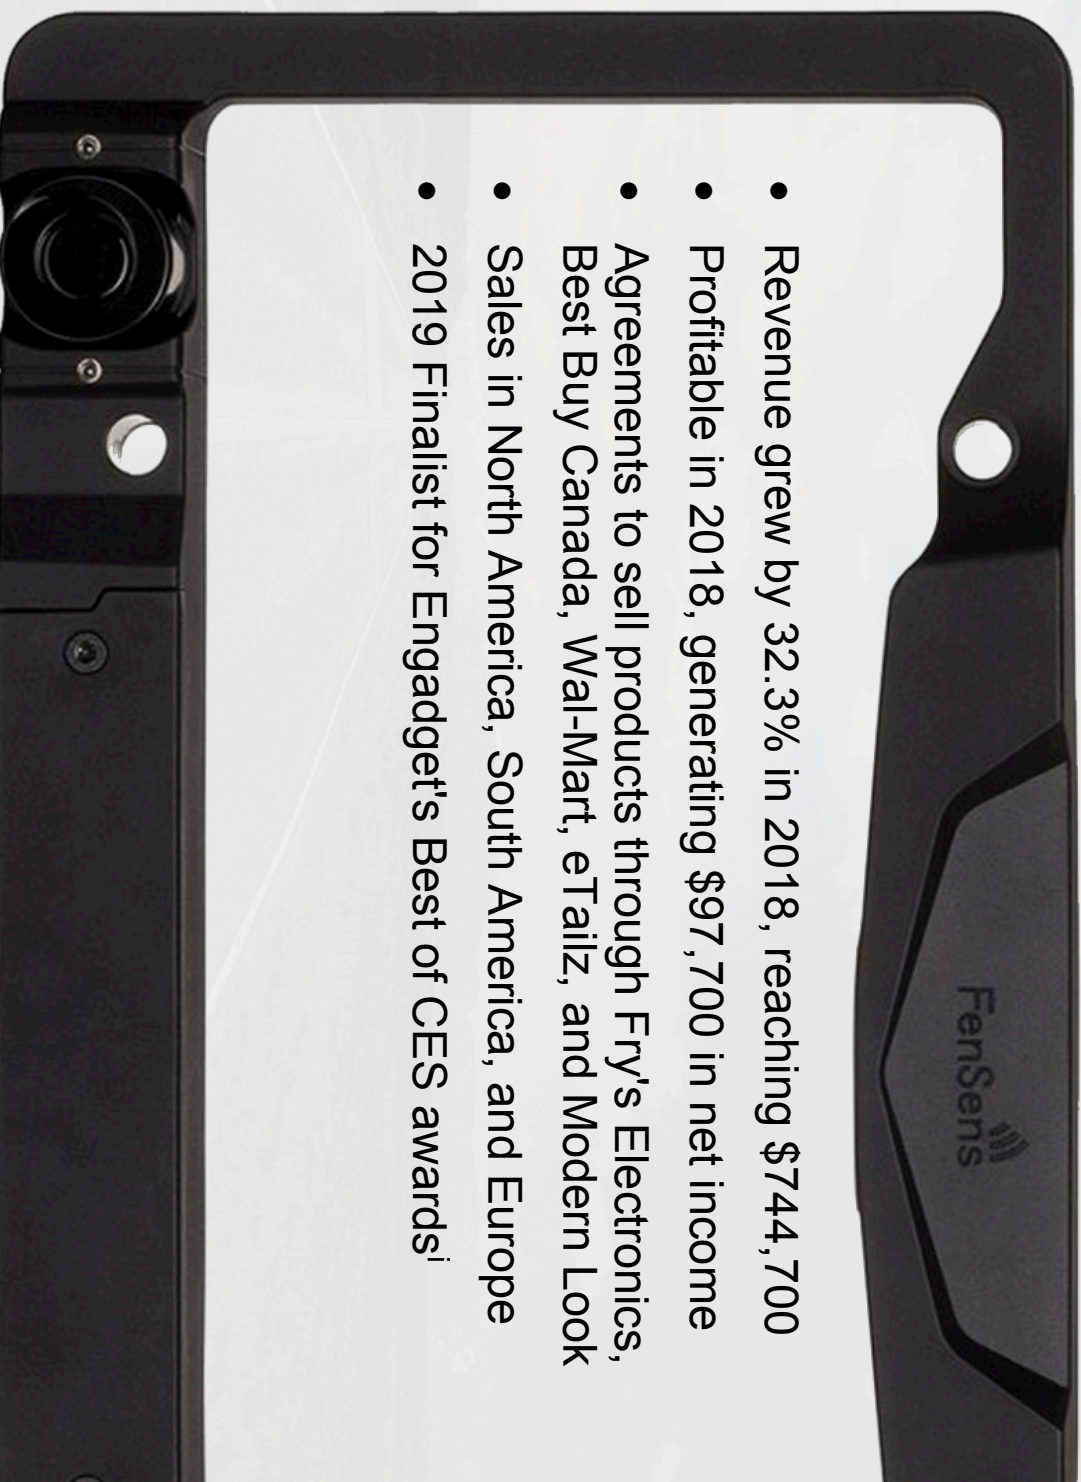 FenSens
• Revenue grew by 32.3% in 2018, reaching $744,700
• Profitable in 2018, generating $97,700 in net income
• Agreements to sell products through Fry's Electronics,
Best Buy Canada, Wal-Mart, eTailz, and Modern Look
• Sales in North America, South America, and Europe
• 2019 Finalist for Engadget's Best of CES awardsⁱ